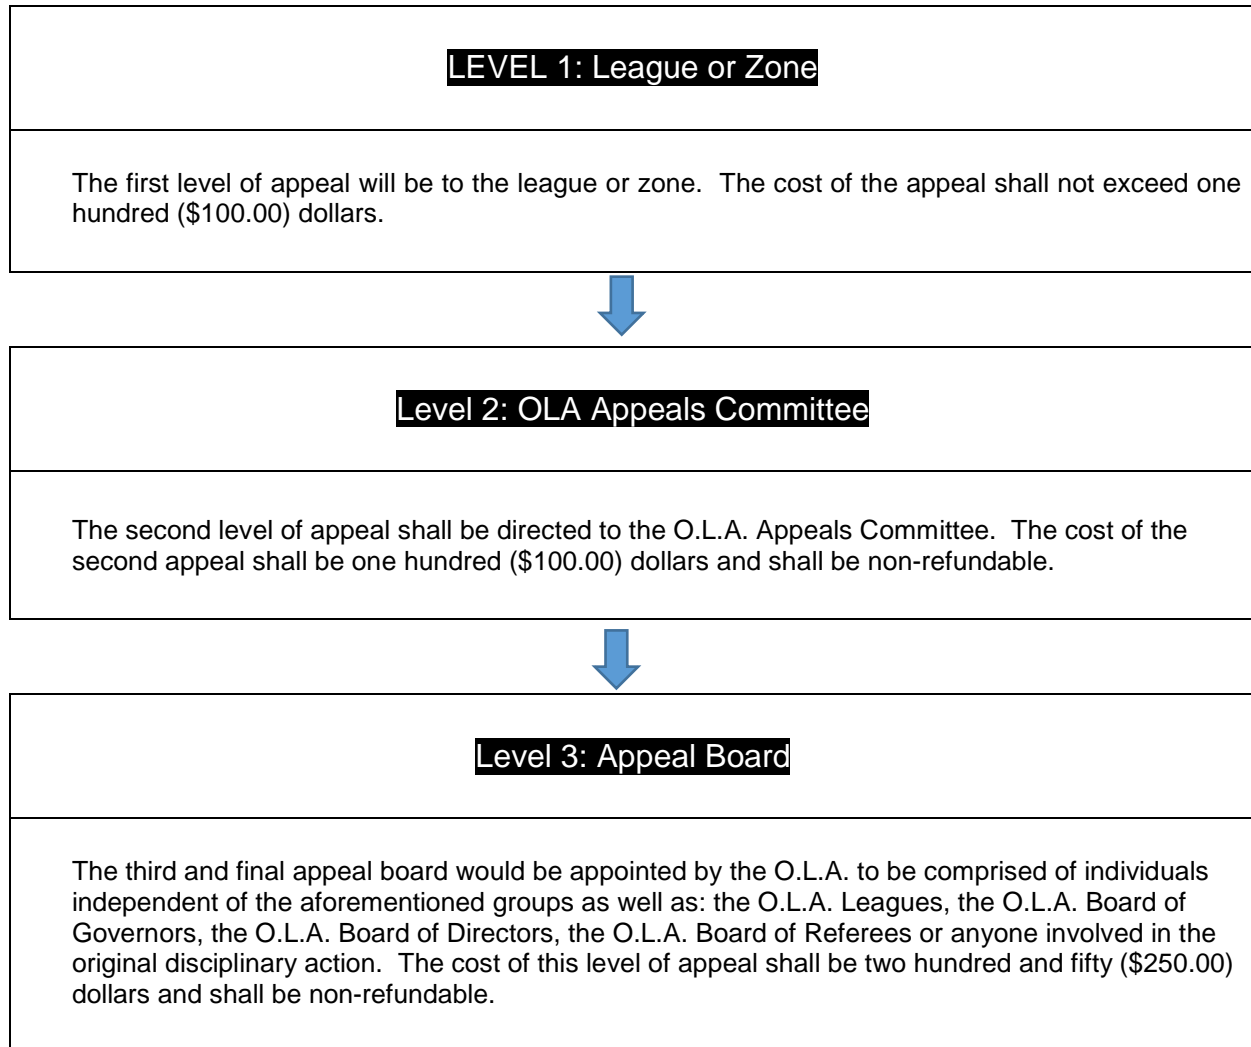 LEVEL 1: League or Zone
The first level of appeal will be to the league or zone.  The cost of the appeal shall not exceed one
hundred ($100.00) dollars.
Level 2: OLA Appeals Committee
The second level of appeal shall be directed to the O.L.A. Appeals Committee.  The cost of the
second appeal shall be one hundred ($100.00) dollars and shall be non-refundable.
Level 3: Appeal Board
The third and final appeal board would be appointed by the O.L.A. to be comprised of individuals
independent of the aforementioned groups as well as: the O.L.A. Leagues, the O.L.A. Board of
Governors, the O.L.A. Board of Directors, the O.L.A. Board of Referees or anyone involved in the
original disciplinary action.  The cost of this level of appeal shall be two hundred and fifty ($250.00)
dollars and shall be non-refundable.